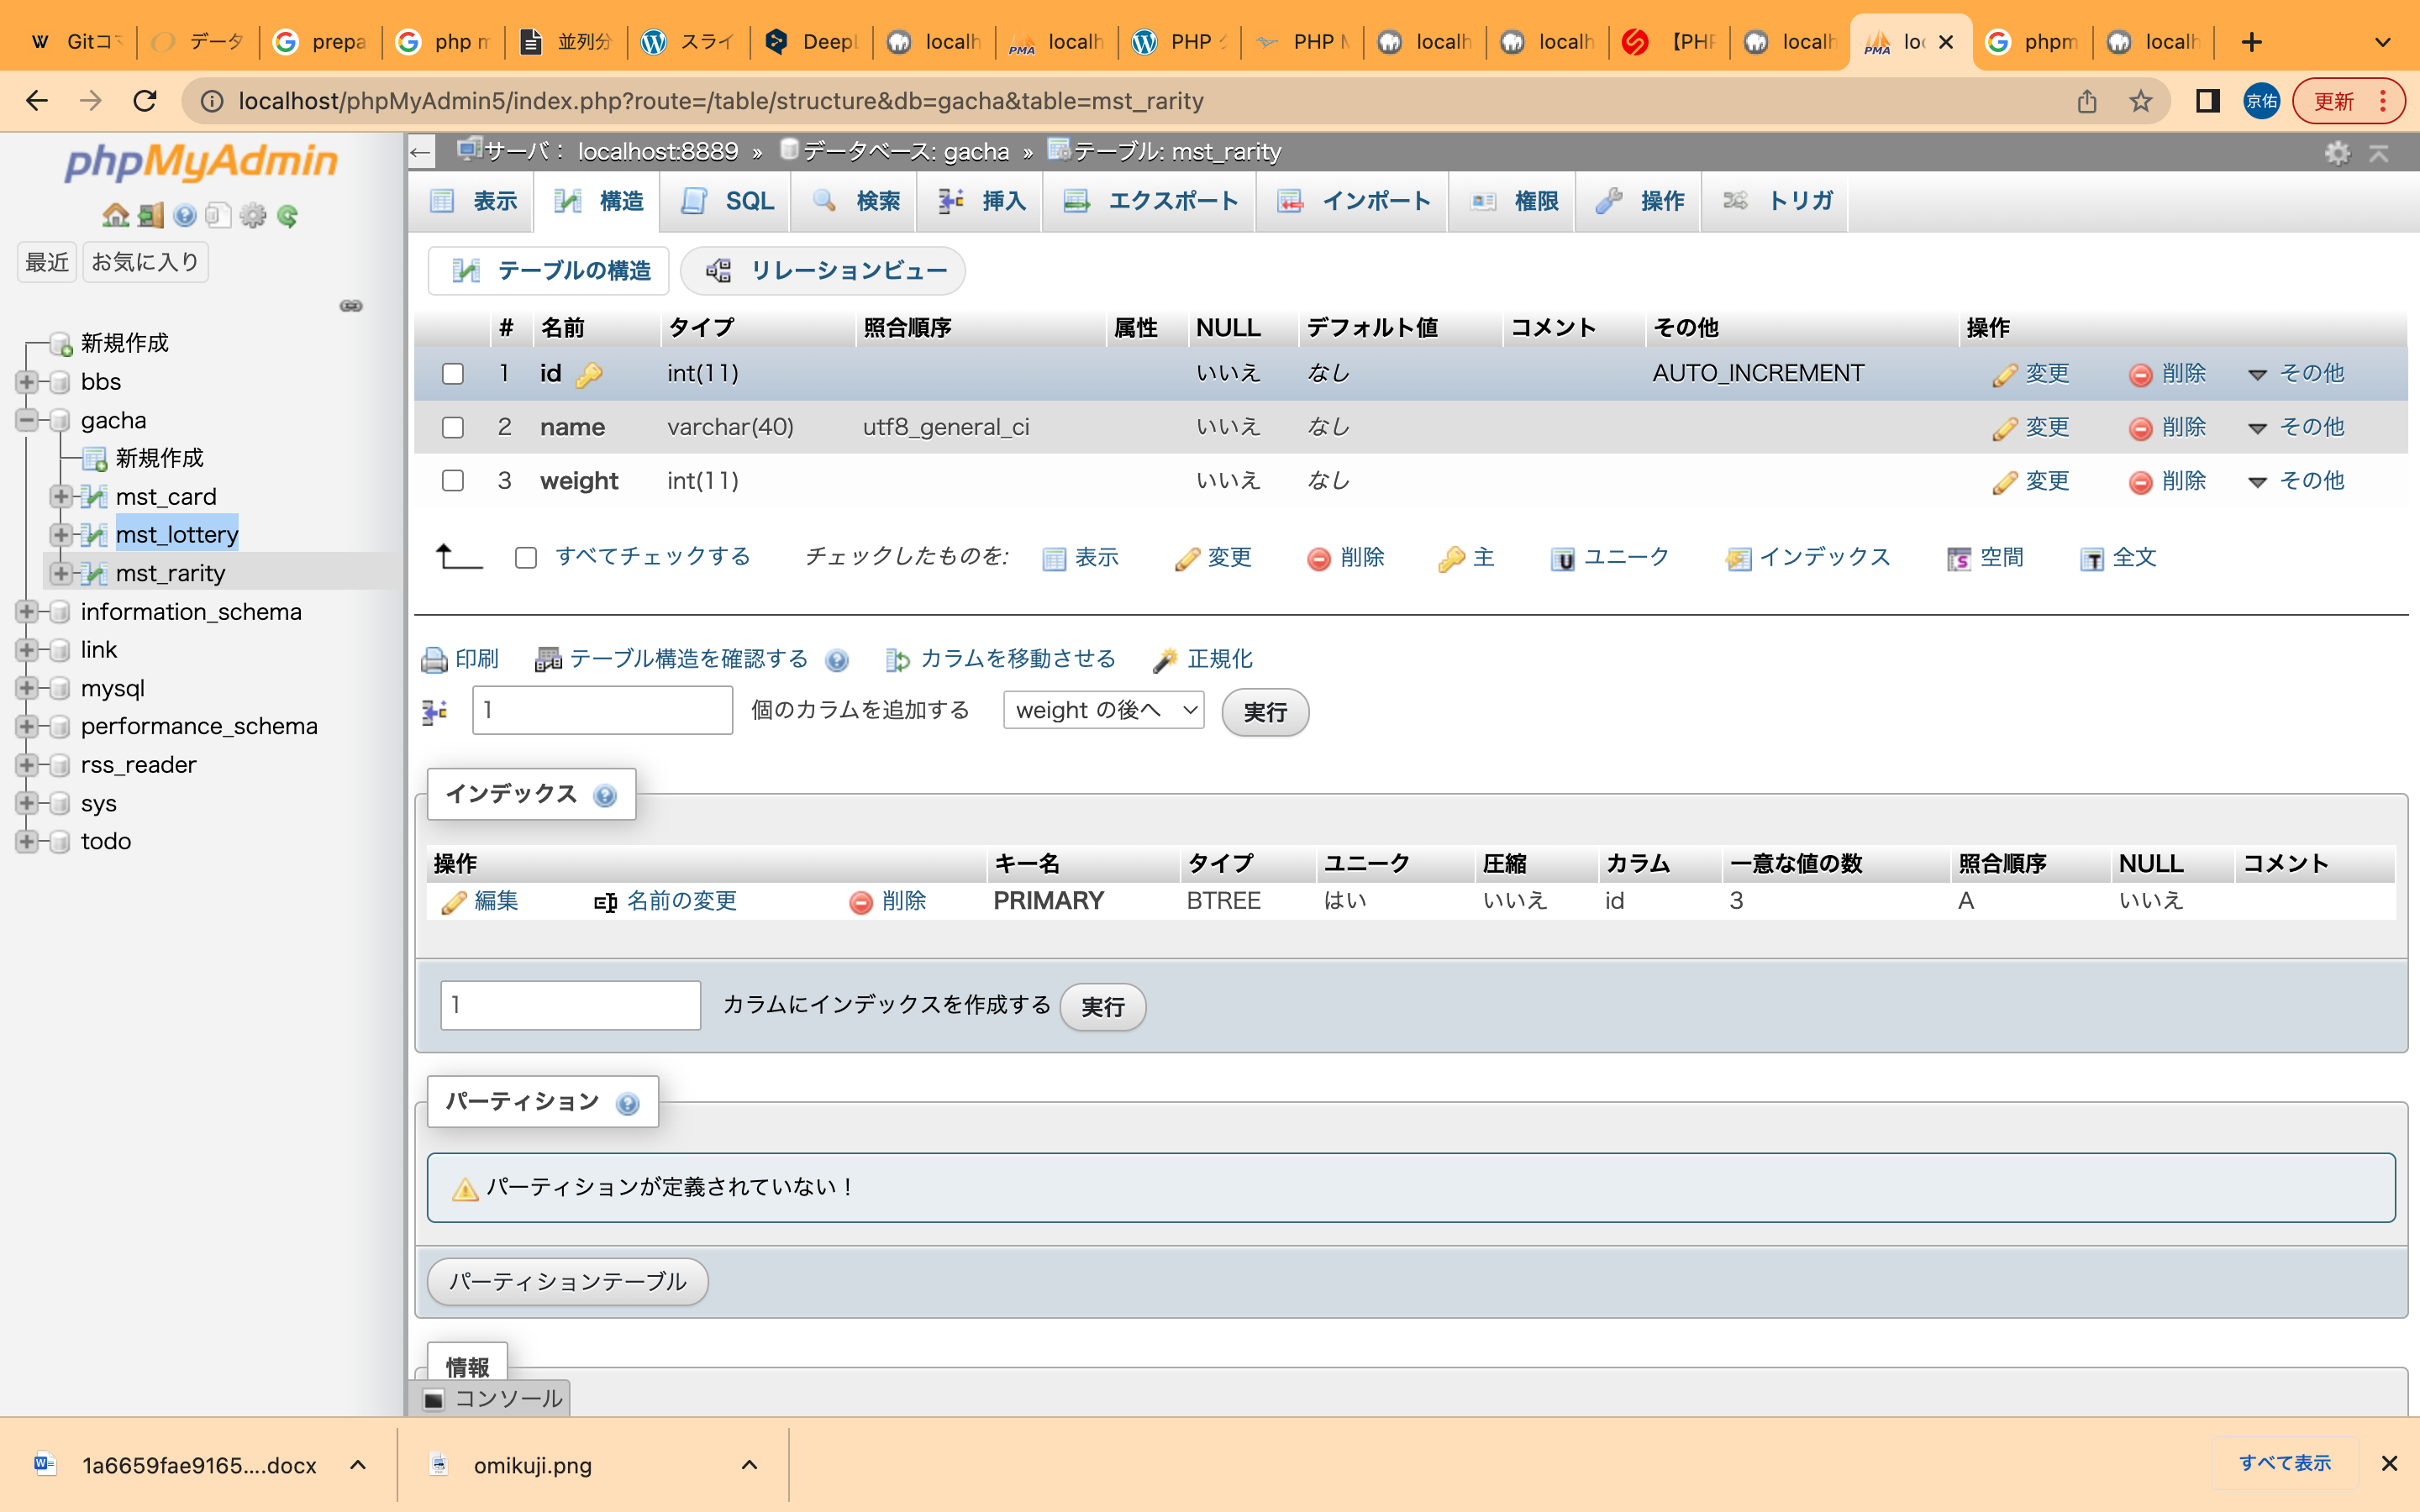 W Gitコマ データ prepa php m 並列分 スライ DeepL localh PMA localh PHP ク PHP M localh localh 【PHP localh PMA loc phpm localh
localhost/phpMyAdmin5/index.php?route=/table/structure&db=gacha&table=mst_rarity 京佑 更新
phpMyAdmin
最近 お気に入り
新規作成
bbs
gacha
新規作成
mst_card
mst_lottery
mst_rarity
information_schema
link
mysql
performance_schema
rss_reader
sys
todo
サーバ： localhost:8889 » データベース: gacha » テーブル: mst_rarity
表示 構造 SQL 検索 挿入 エクスポート インポート 権限 操作 トリガ
テーブルの構造 リレーションビュー
# 名前 タイプ 照合順序 属性 NULL デフォルト値 コメント その他 操作
1 id int(11) いいえ なし AUTO_INCREMENT 変更 削除 その他
2 name varchar(40) utf8_general_ci いいえ なし 変更 削除 その他
3 weight int(11) いいえ なし 変更 削除 その他
すべてチェックする チェックしたものを: 表示 変更 削除 主 ユニーク インデックス 空間 全文
印刷 テーブル構造を確認する カラムを移動させる 正規化
1 個のカラムを追加する weight の後へ 実行
インデックス
操作 キー名 タイプ ユニーク 圧縮 カラム 一意な値の数 照合順序 NULL コメント
編集 名前の変更 削除 PRIMARY BTREE はい いいえ id 3 A いいえ
1 カラムにインデックスを作成する 実行
パーティション
パーティションが定義されていない！
パーティションテーブル
情報
コンソール
1a6659fae9165....docx omikuji.png すべて表示